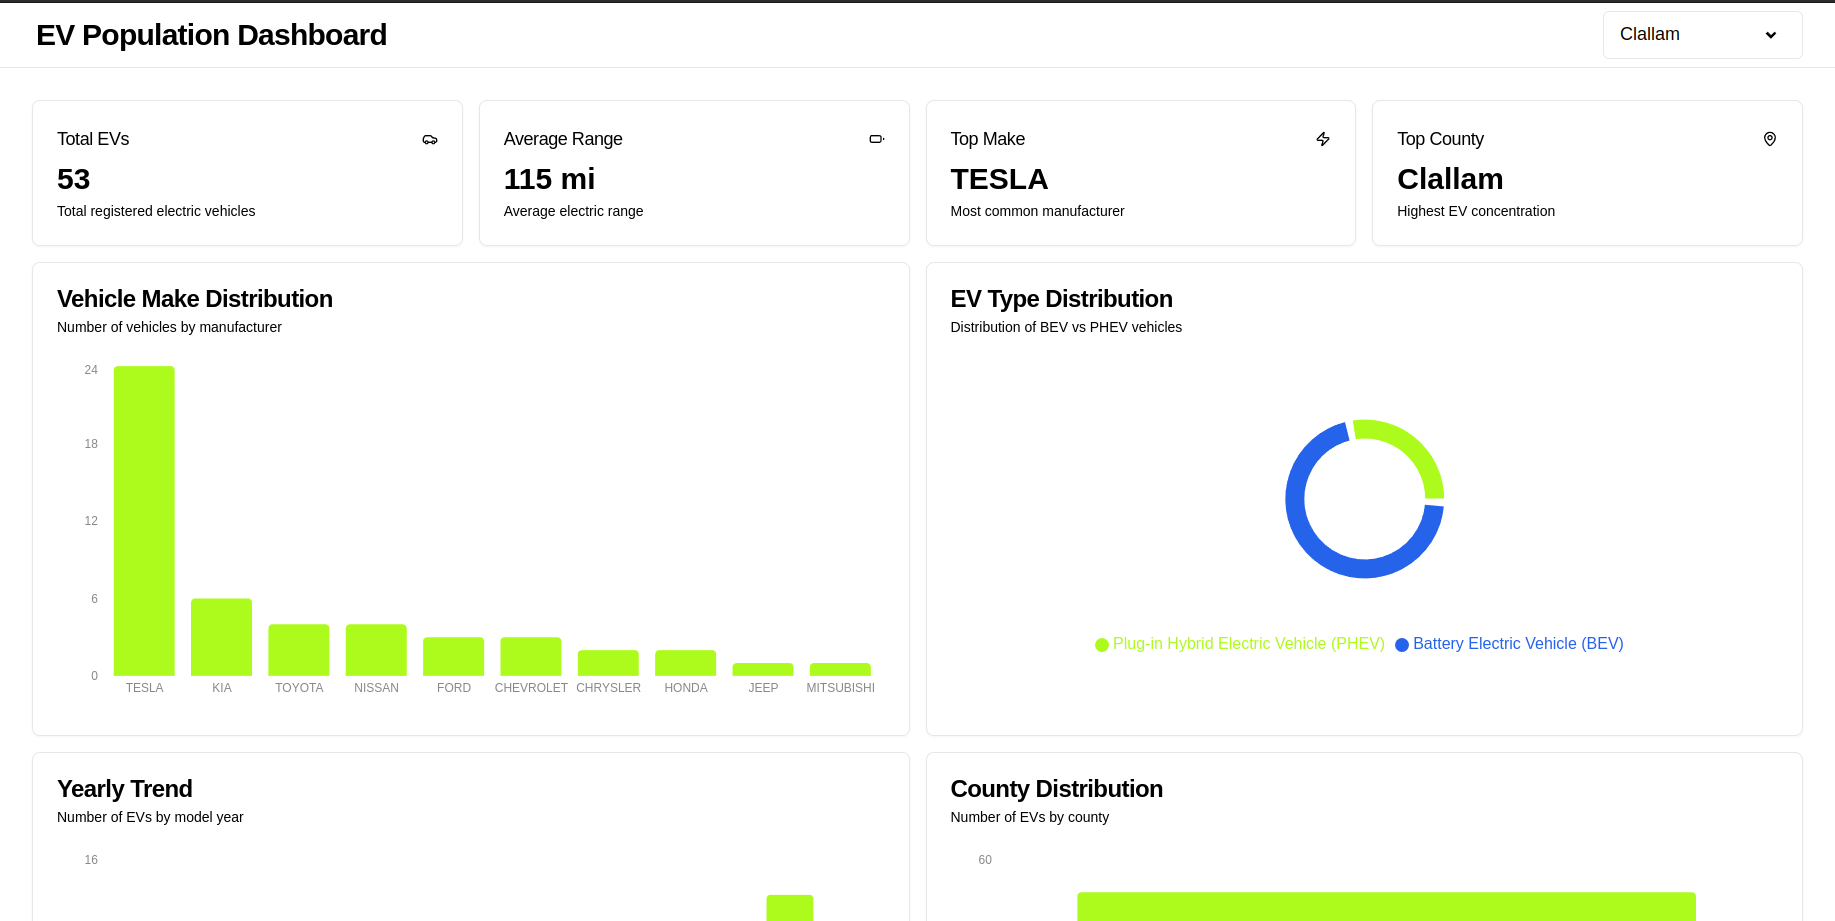 EV Population Dashboard
Clallam
Total EVs
53
Total registered electric vehicles
Average Range
115 mi
Average electric range
Top Make
TESLA
Most common manufacturer
Top County
Clallam
Highest EV concentration
Vehicle Make Distribution
Number of vehicles by manufacturer
24
18
12
6
0
TESLA KIA TOYOTA NISSAN FORD CHEVROLET CHRYSLER HONDA JEEP MITSUBISHI
EV Type Distribution
Distribution of BEV vs PHEV vehicles
Plug-in Hybrid Electric Vehicle (PHEV) Battery Electric Vehicle (BEV)
Yearly Trend
Number of EVs by model year
16
County Distribution
Number of EVs by county
60